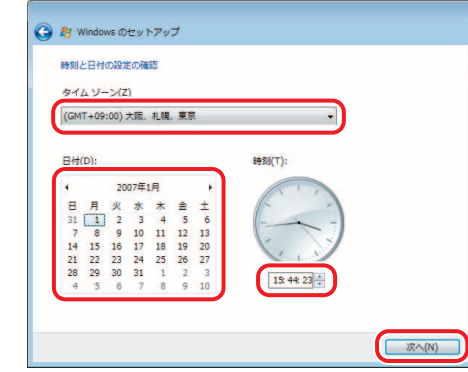 Windows のセットアップ
時刻と日付の設定の確認
タイム ゾーン(Z)
(GMT+09:00) 大阪、札幌、東京
日付(D):
時刻(T):
2007年1月
日 月 火 水 木 金 土
31 1 2 3 4 5 6
7 8 9 10 11 12 13
14 15 16 17 18 19 20
21 22 23 24 25 26 27
28 29 30 31 1 2 3
4 5 6 7 8 9 10
15:44:23
次へ(N)